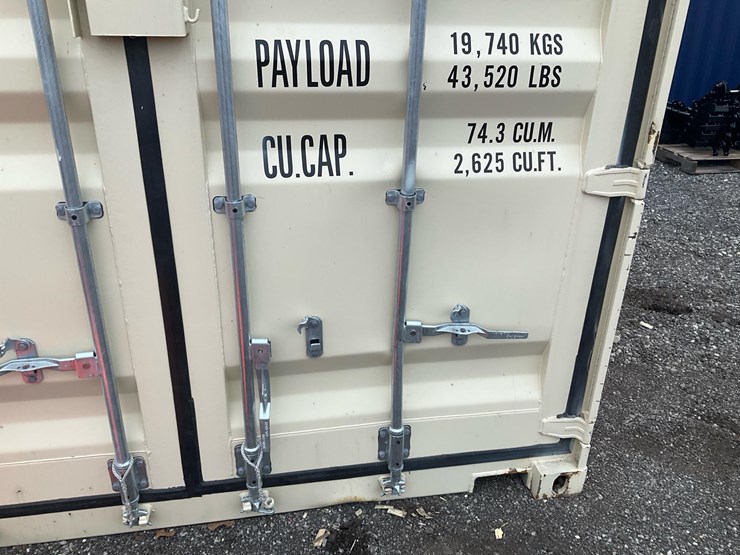 PAYLOAD 19,740 KGS
43,520 LBS
CU.CAP. 74.3 CU.M.
2,625 CU.FT.